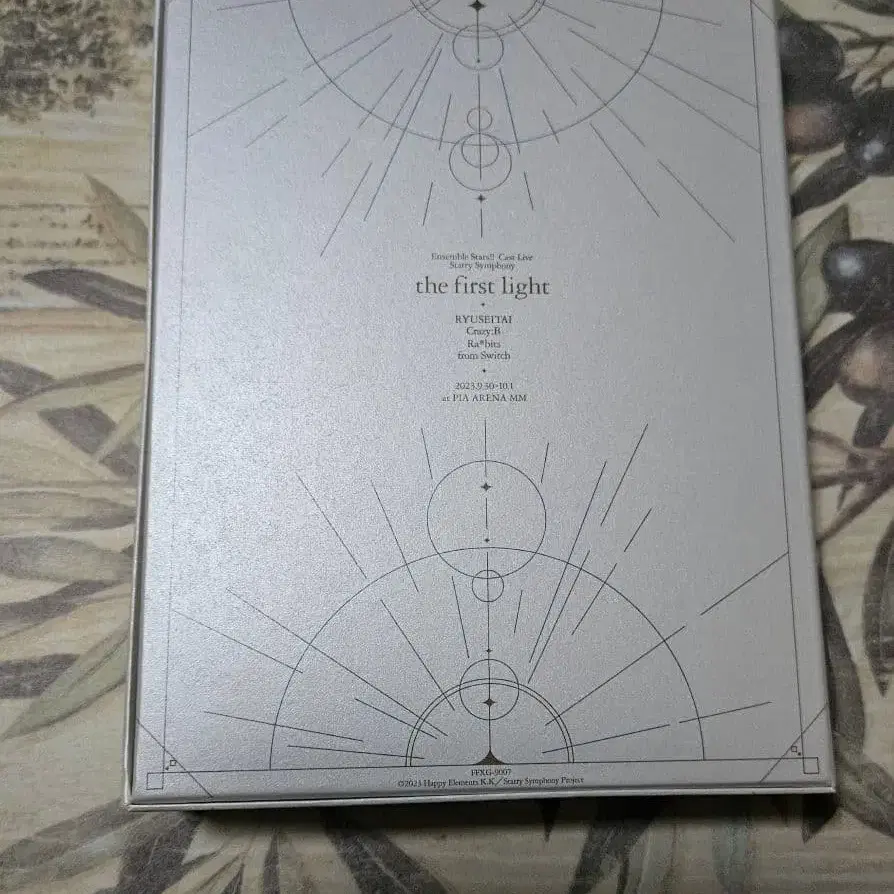 Ensemble Stars!! Cast Live
Starry Symphony
the first light
RYUSEITAI
Crazy:B
Ra*bits
from Switch
2023.9.30-10.1
at PIA ARENA MM
FFXG-9007
©2023 Happy Elements K.K／Starry Symphony Project